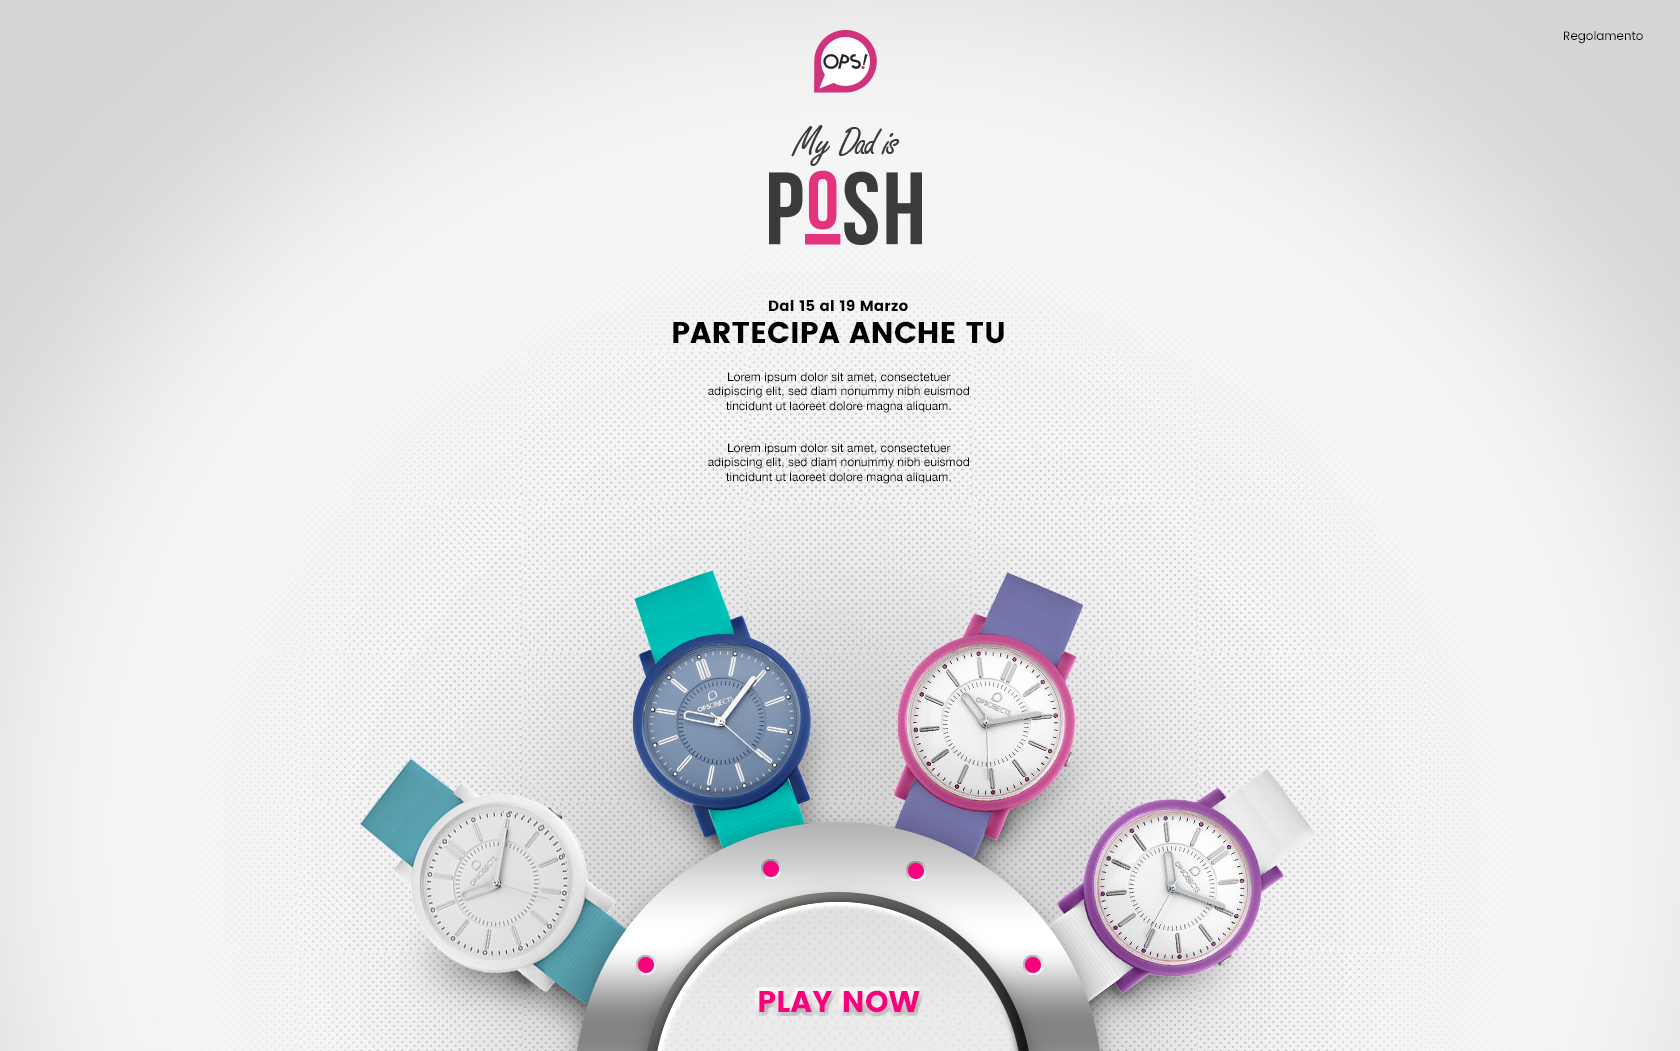 Regolamento
OPS!
My Dad is
POSH
Dal 15 al 19 Marzo
PARTECIPA ANCHE TU
Lorem ipsum dolor sit amet, consectetuer
adipiscing elit, sed diam nonummy nibh euismod
tincidunt ut laoreet dolore magna aliquam.
Lorem ipsum dolor sit amet, consectetuer
adipiscing elit, sed diam nonummy nibh euismod
tincidunt ut laoreet dolore magna aliquam.
OPSOBJECTS
OPSOBJECTS
OPSOBJECTS
PLAY NOW